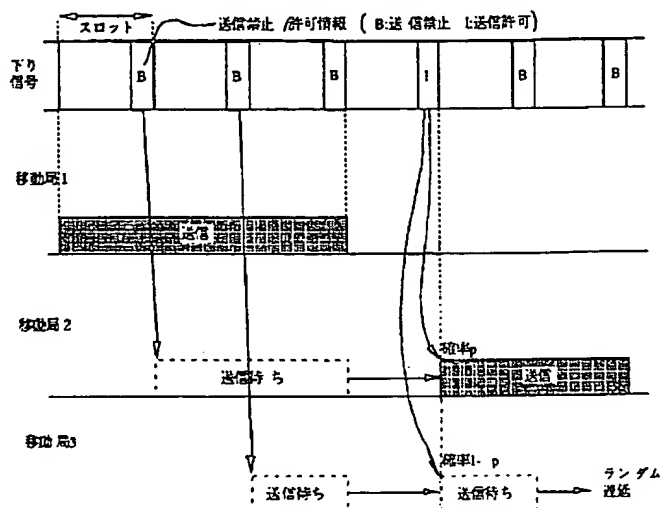 スロット
送信禁止/許可情報 ( B:送信禁止 I:送信許可)
下り
信号
B B B I B B
移動局1
送信
移動局2
確率p
送信待ち
送信
移動局3
確率1-p
送信待ち
送信待ち
ランダム
遅延